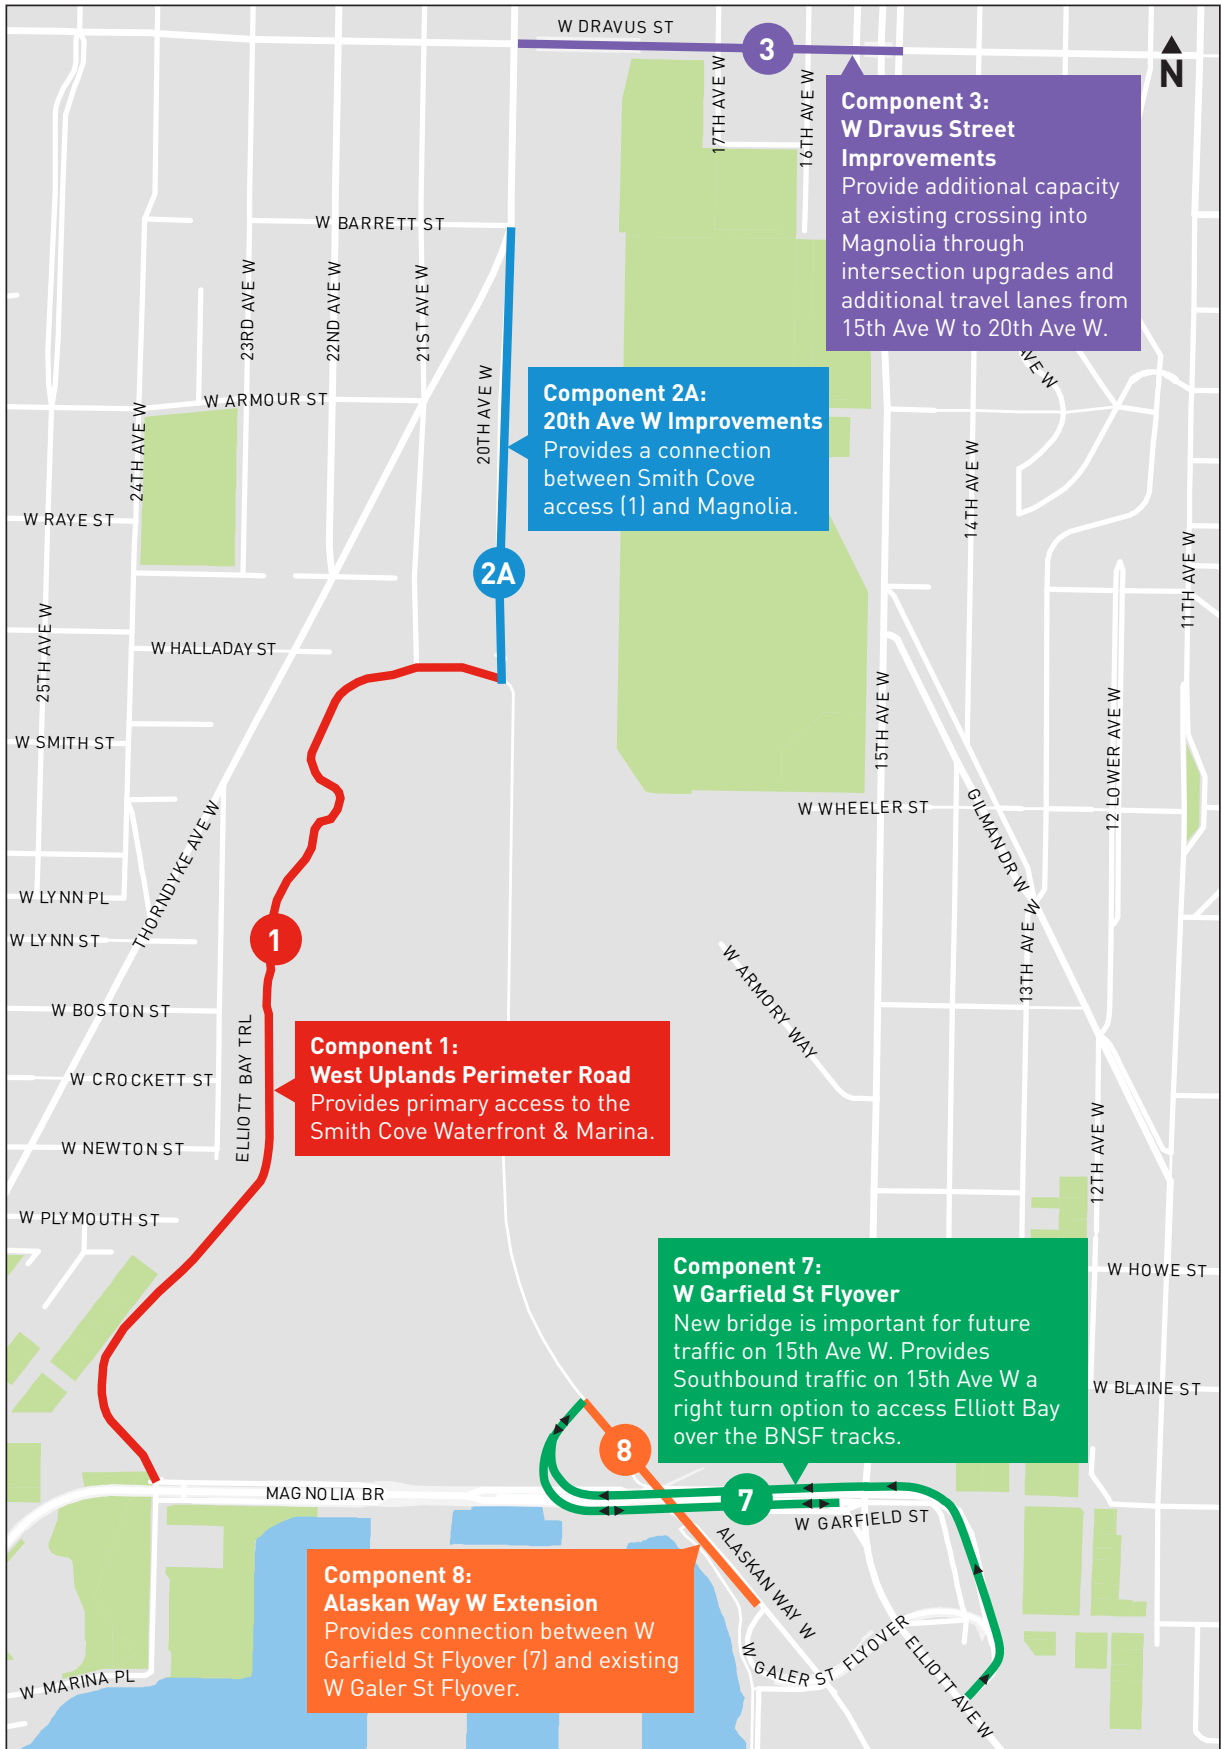 W DRAVUS ST
3
N
17TH AVE W
16TH AVE W
Component 3:
W Dravus Street
Improvements
Provide additional capacity
at existing crossing into
Magnolia through
intersection upgrades and
additional travel lanes from
15th Ave W to 20th Ave W.
W BARRETT ST
23RD AVE W
22ND AVE W
21ST AVE W
AVE W
20TH AVE W
Component 2A:
20th Ave W Improvements
Provides a connection
between Smith Cove
access (1) and Magnolia.
W ARMOUR ST
24TH AVE W
14TH AVE W
W RAYE ST
2A
11TH AVE W
25TH AVE W
W HALLADAY ST
15TH AVE W
12 LOWER AVE W
W SMITH ST
W WHEELER ST
GILMAN DR W
THORNDYKE AVE W
W LYNN PL
W LYNN ST
1
13TH AVE W
W ARMORY WAY
W BOSTON ST
ELLIOTT BAY TRL
Component 1:
West Uplands Perimeter Road
Provides primary access to the
Smith Cove Waterfront & Marina.
W CROCKETT ST
W NEWTON ST
12TH AVE W
W PLYMOUTH ST
Component 7:
W Garfield St Flyover
New bridge is important for future
traffic on 15th Ave W. Provides
Southbound traffic on 15th Ave W a
right turn option to access Elliott Bay
over the BNSF tracks.
W HOWE ST
W BLAINE ST
8
7
MAGNOLIA BR
W GARFIELD ST
ALASKAN WAY W
Component 8:
Alaskan Way W Extension
Provides connection between W
Garfield St Flyover (7) and existing
W Galer St Flyover.
W GALER ST FLYOVER
ELLIOTT AVE W
W MARINA PL